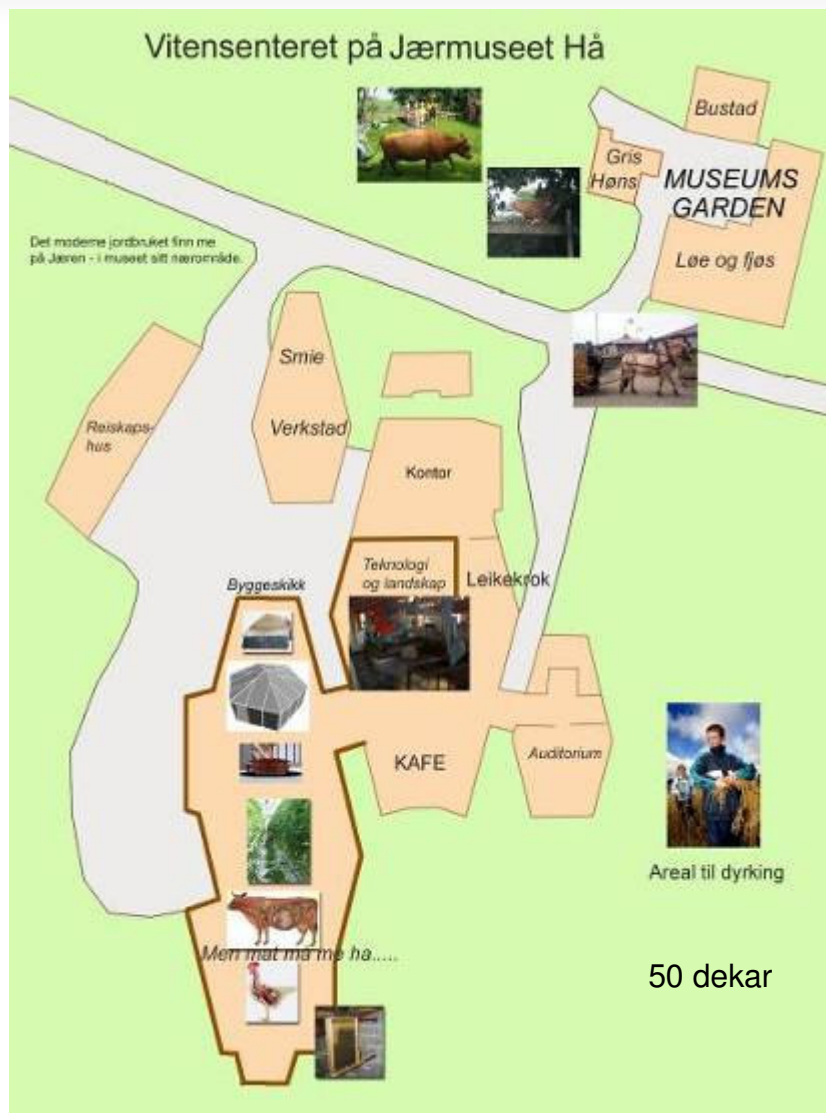 Vitensenteret på Jærmuseet Hå
Bustad
Gris
Høns
MUSEUMS
GARDEN
Løe og fjøs
Det moderne jordbruket finn me
på Jæren - i museet sitt nærområde.
Smie
Verkstad
Reiskaps-
hus
Kontor
Teknologi
og landskap
Leikekrok
Byggeskikk
KAFE
Auditorium
Areal til dyrking
Men mat må me ha.....
50 dekar